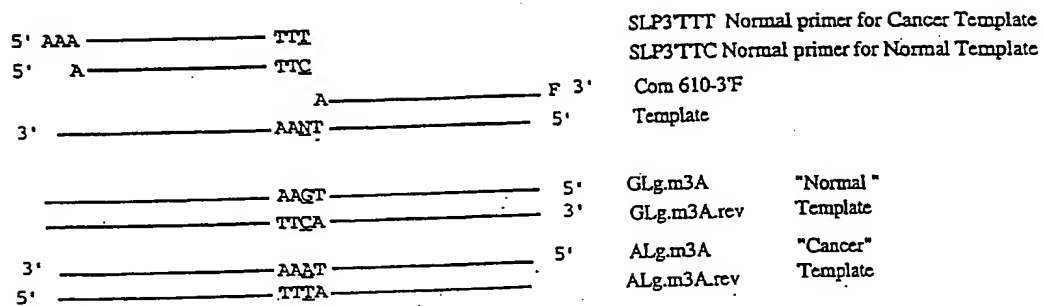 5' AAA TTT SLP3'TTT Normal primer for Cancer Template
5' A TTC SLP3'TTC Normal primer for Normal Template
A F 3' Com 610-3'F
3' AANT 5' Template
AAGT 5' GLg.m3A "Normal"
TTCA 3' GLg.m3A.rev Template
3' AAAT 5' ALg.m3A "Cancer"
5' TTTA ALg.m3A.rev Template